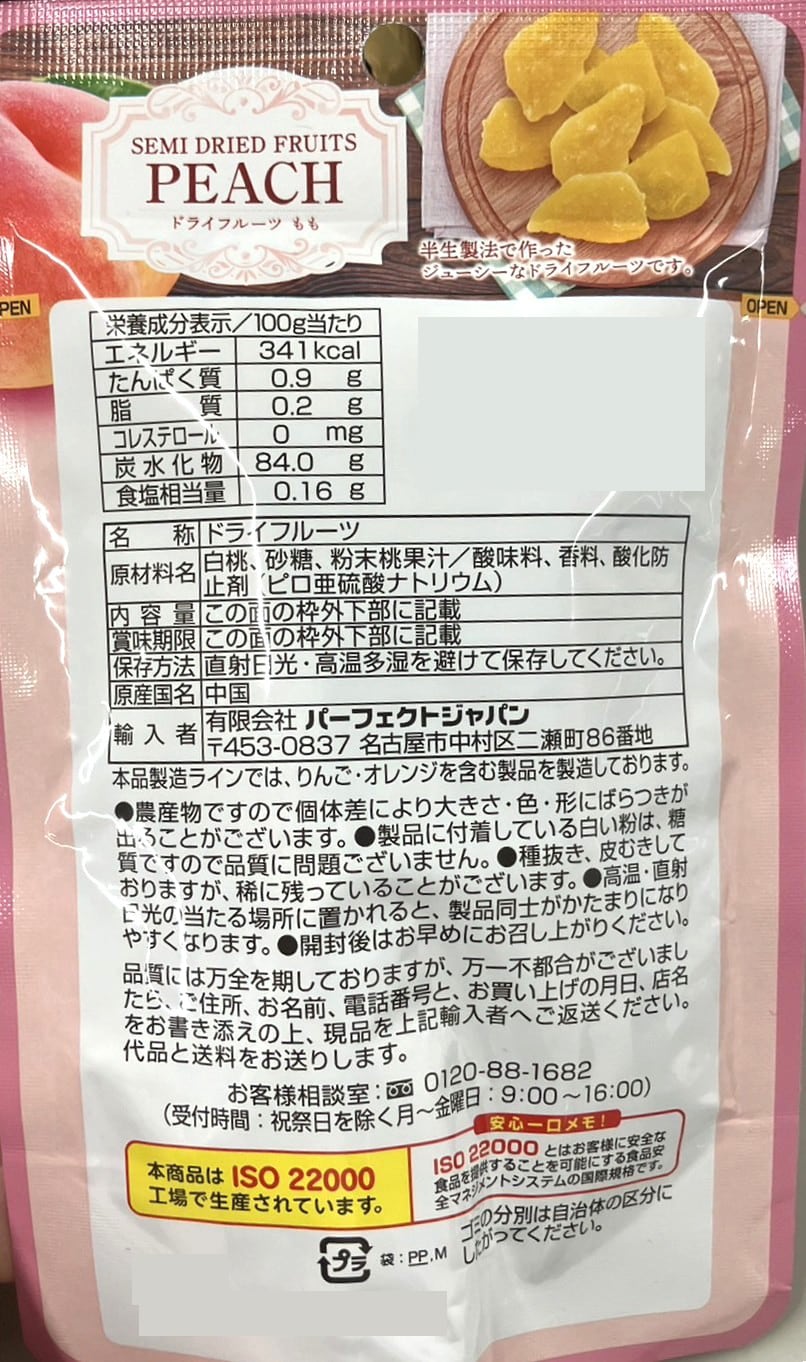 SEMI DRIED FRUITS
PEACH
ドライフルーツ もも
半生製法で作った
ジューシーなドライフルーツです。
PEN
OPEN
栄養成分表示/100g当たり
エネルギー 341kcal
たんぱく質 0.9 g
脂質 0.2 g
コレステロール 0 mg
炭水化物 84.0 g
食塩相当量 0.16 g
名称 ドライフルーツ
原材料名 白桃、砂糖、粉末桃果汁/酸味料、香料、酸化防
止剤(ピロ亜硫酸ナトリウム)
内容量 この面の枠外下部に記載
賞味期限 この面の枠外下部に記載
保存方法 直射日光・高温多湿を避けて保存してください。
原産国名 中国
輸入者 有限会社 パーフェクトジャパン
〒453-0837 名古屋市中村区二瀬町86番地
本品製造ラインでは、りんご・オレンジを含む製品を製造しております。
●農産物ですので個体差により大きさ・色・形にばらつきが
出ることがございます。●製品に付着している白い粉は、糖
質ですので品質に問題ございません。●種抜き、皮むきして
おりますが、稀に残っていることがございます。●高温・直射
日光の当たる場所に置かれると、製品同士がかたまりになり
やすくなります。●開封後はお早めにお召し上がりください。
品質には万全を期しておりますが、万一不都合がございまし
たら、ご住所、お名前、電話番号と、お買い上げの月日、店名
をお書き添えの上、現品を上記輸入者へご返送ください。
代品と送料をお送りします。
お客様相談室: 0120-88-1682
(受付時間:祝祭日を除く月~金曜日:9:00~16:00)
本商品は ISO 22000
工場で生産されています。
安心一口メモ!
ISO 22000 とはお客様に安全な
食品を提供することを可能にする食品安
全マネジメントシステムの国際規格です。
プラ 袋:PP,M
ゴミの分別は自治体の区分に
したがってください。